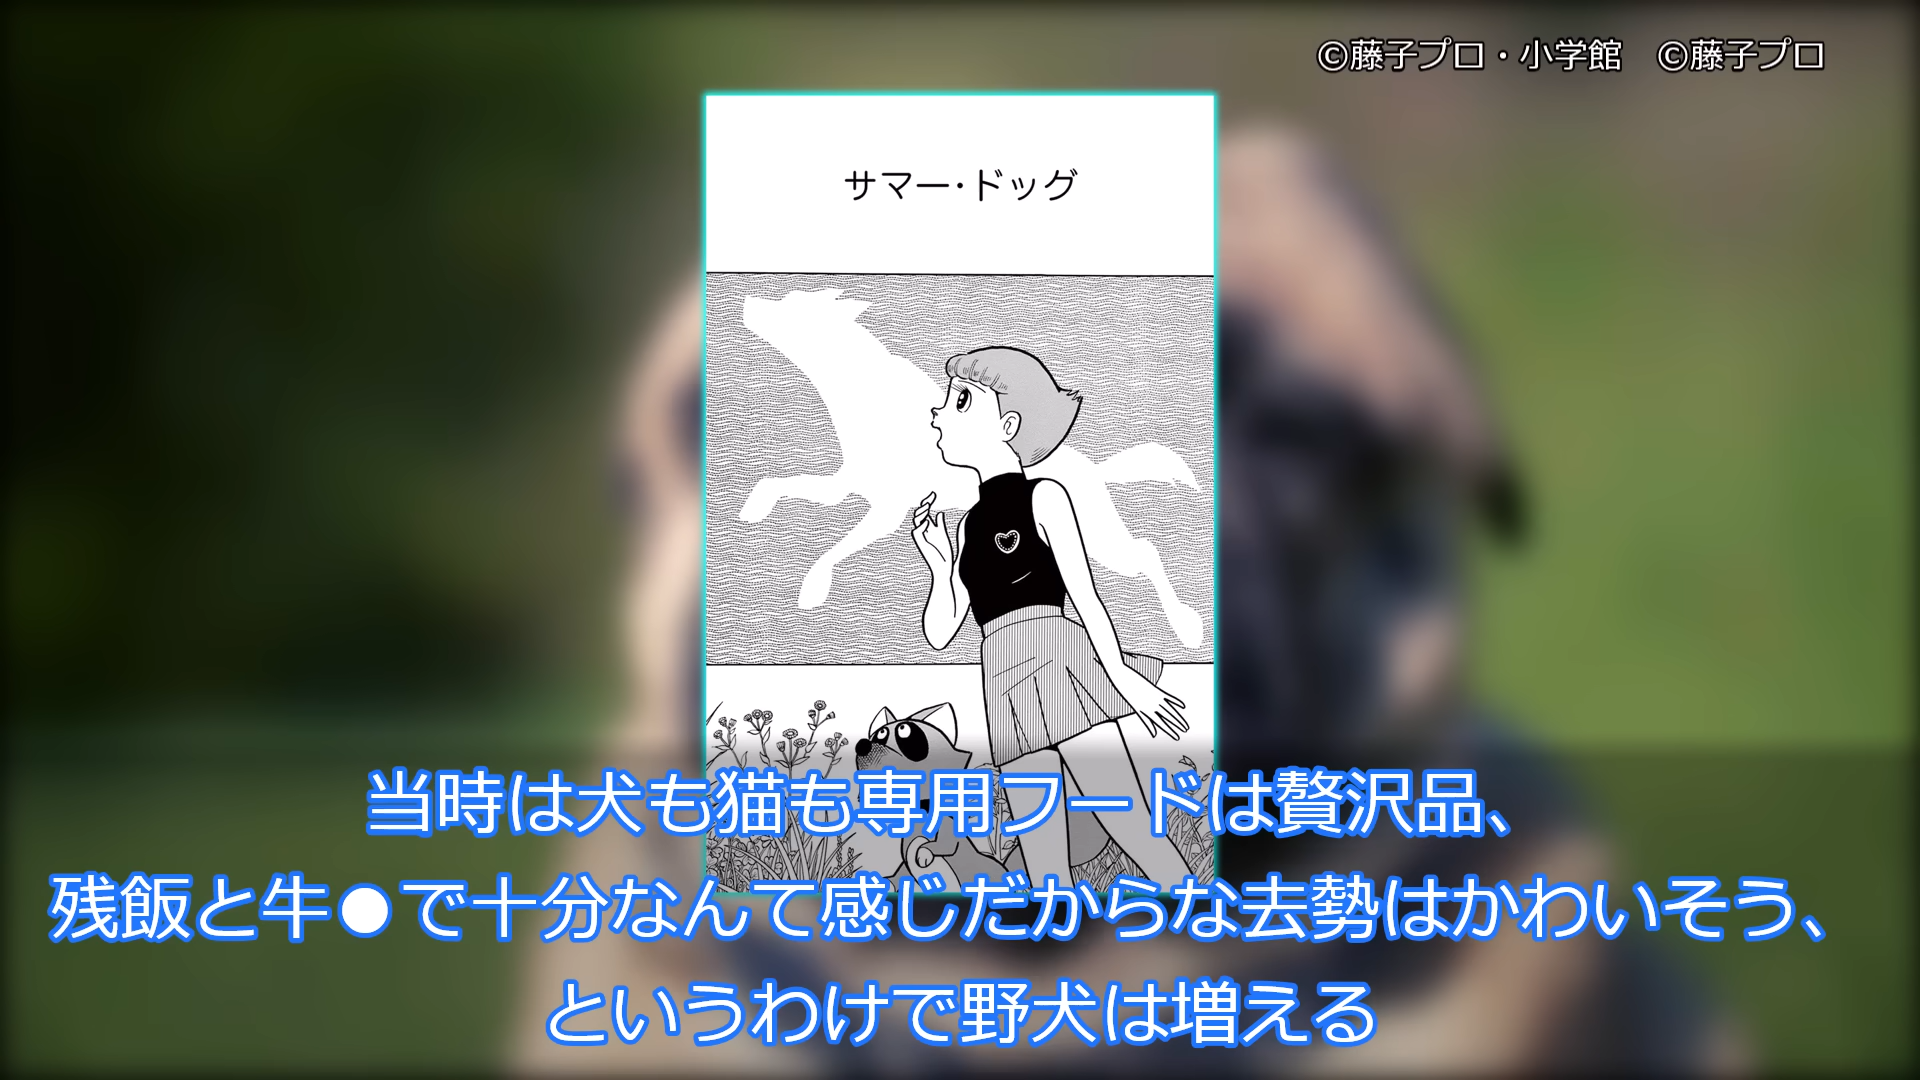 ©藤子プロ・小学館　©藤子プロ
サマー・ドッグ
当時は犬も猫も専用フードは贅沢品、
残飯と牛●で十分なんて感じだからな去勢はかわいそう、
というわけで野犬は増える